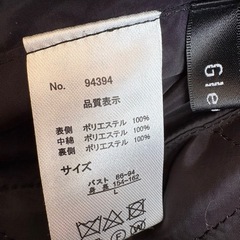 No. 94394
品質表示
表側 ポリエステル 100%
中綿 ポリエステル 100%
裏側 ポリエステル 100%
サイズ
バスト 86-94
身長 154-162
L